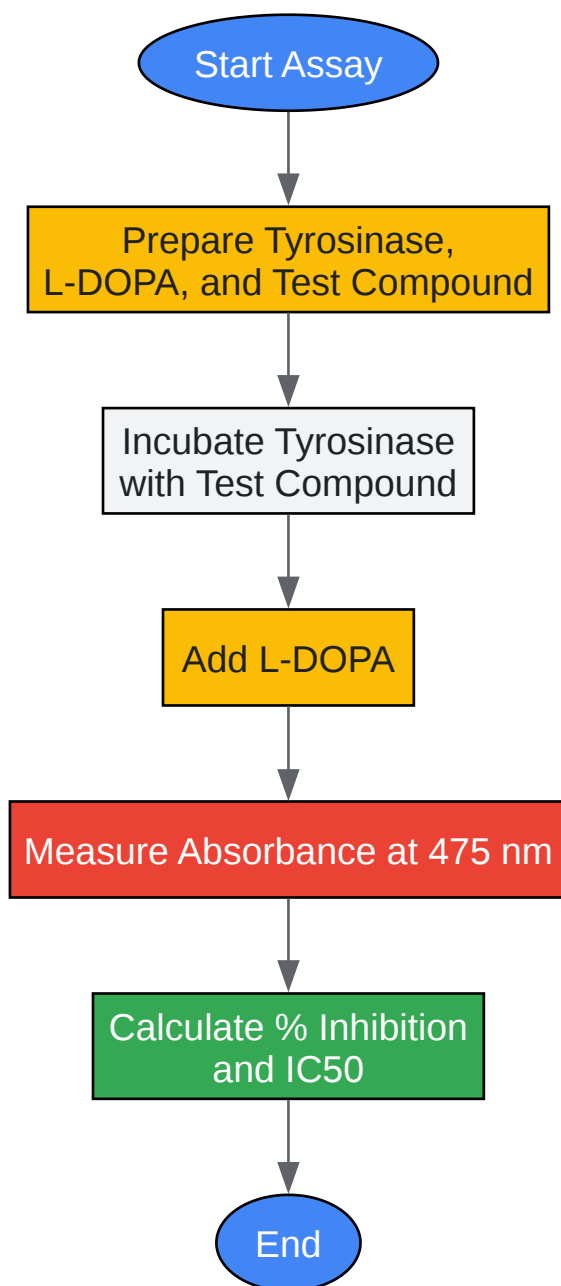 Start Assay
Prepare Tyrosinase,
L-DOPA, and Test Compound
Incubate Tyrosinase
with Test Compound
Add L-DOPA
Measure Absorbance at 475 nm
Calculate % Inhibition
and IC50
End